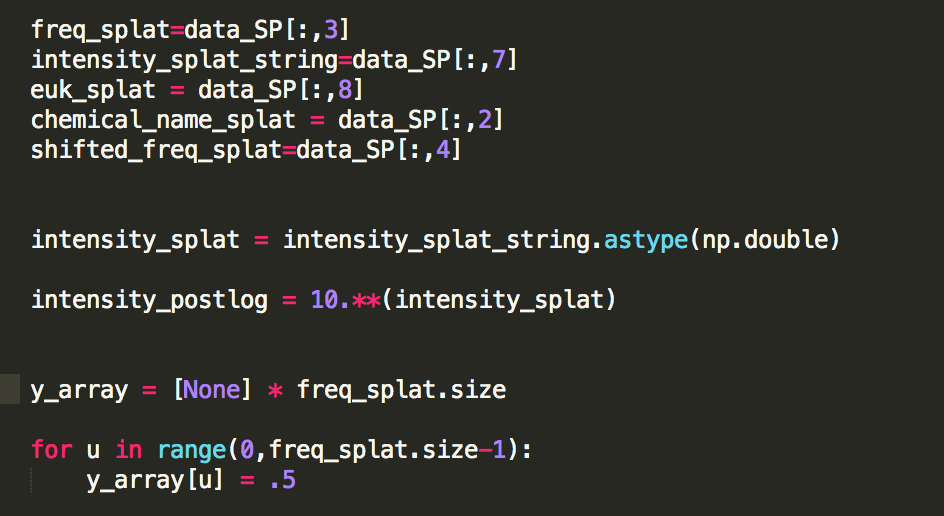 freq_splat=data_SP[:,3]
intensity_splat_string=data_SP[:,7]
euk_splat = data_SP[:,8]
chemical_name_splat = data_SP[:,2]
shifted_freq_splat=data_SP[:,4]
intensity_splat = intensity_splat_string.astype(np.double)
intensity_postlog = 10.**(intensity_splat)
y_array = [None] * freq_splat.size
for u in range(0,freq_splat.size-1):
    y_array[u] = .5